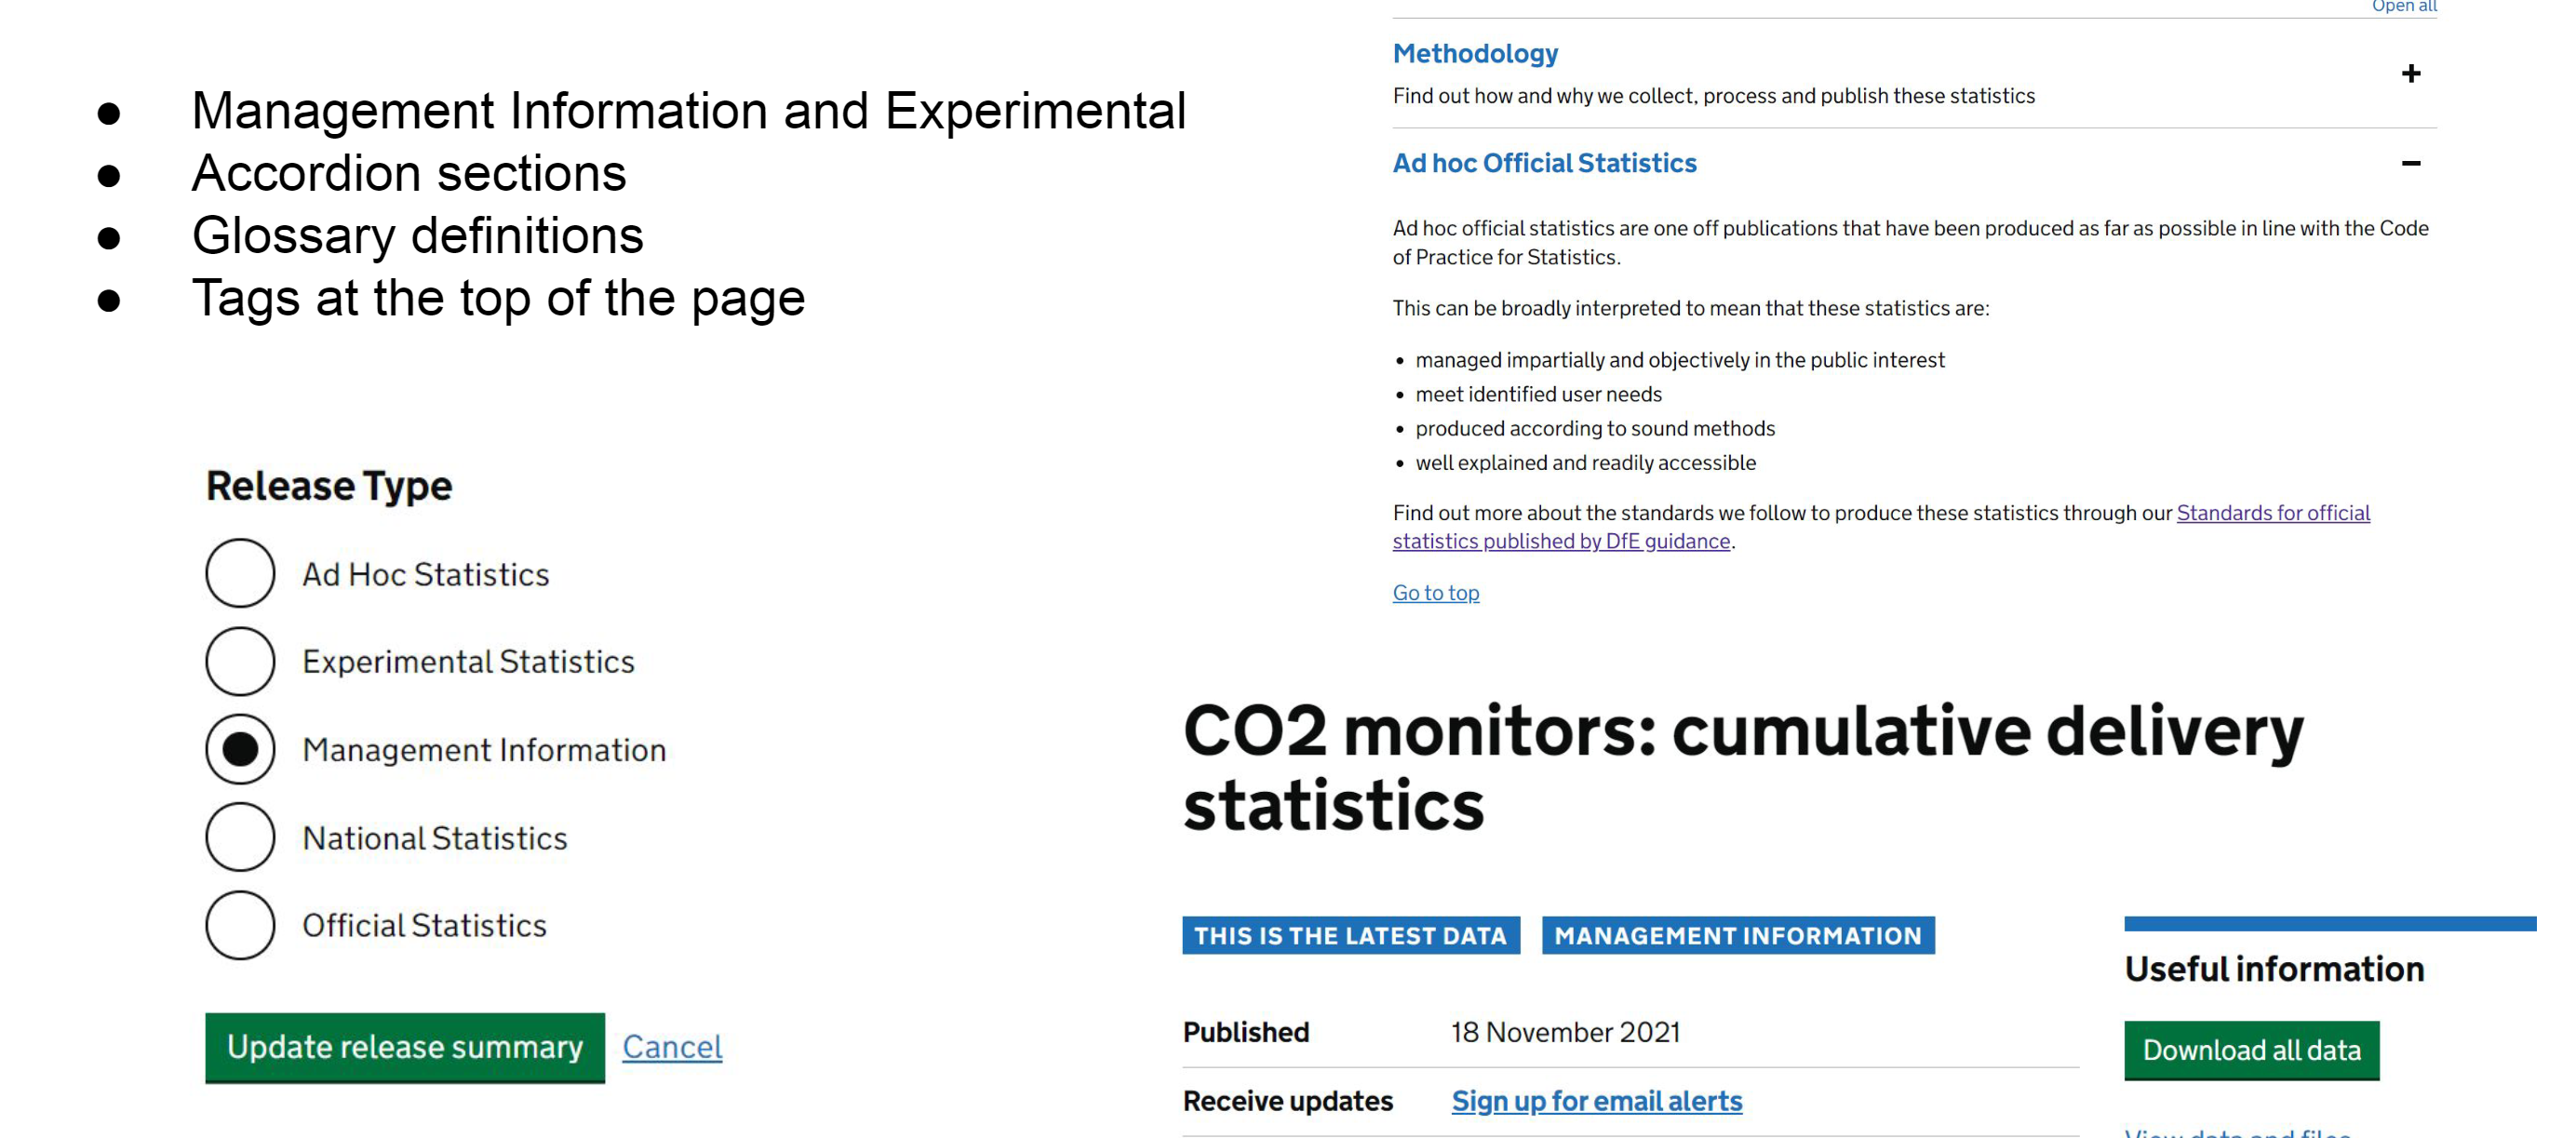 Management Information and Experimental
Accordion sections
Glossary definitions
Tags at the top of the page
Release Type
Ad Hoc Statistics
Experimental Statistics
Management Information
National Statistics
Official Statistics
Update release summary Cancel
Open all
Methodology
Find out how and why we collect, process and publish these statistics
Ad hoc Official Statistics
Ad hoc official statistics are one off publications that have been produced as far as possible in line with the Code
of Practice for Statistics.
This can be broadly interpreted to mean that these statistics are:
managed impartially and objectively in the public interest
meet identified user needs
produced according to sound methods
well explained and readily accessible
Find out more about the standards we follow to produce these statistics through our Standards for official
statistics published by DfE guidance.
Go to top
CO2 monitors: cumulative delivery
statistics
THIS IS THE LATEST DATA MANAGEMENT INFORMATION
Published 18 November 2021
Receive updates Sign up for email alerts
Useful information
Download all data
View data and files